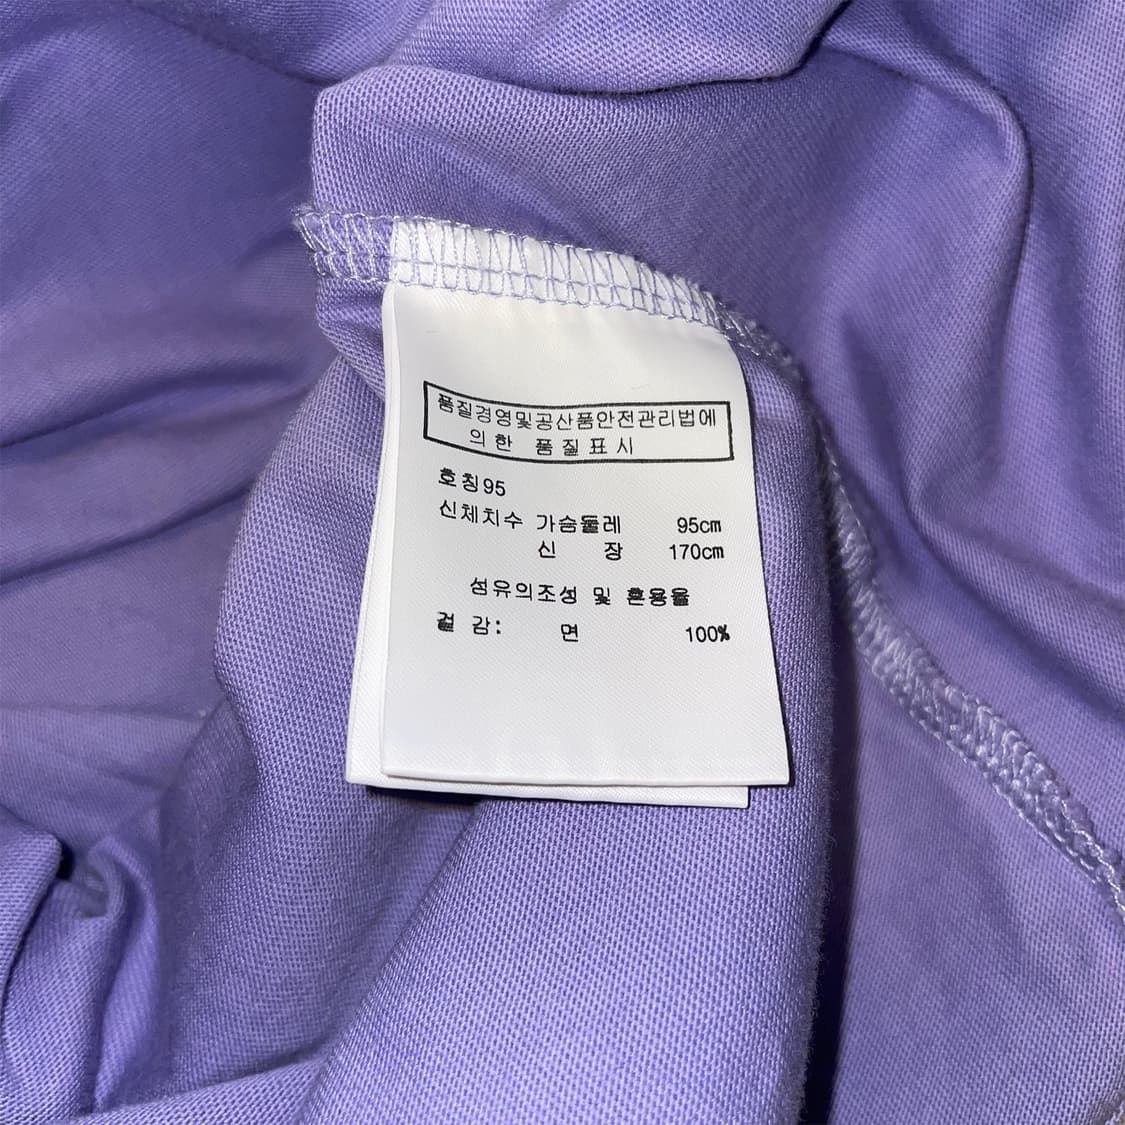 품질경영및공산품안전관리법에
의한 품질표시
호칭95
신체치수 가슴둘레 95cm
신 장 170cm
섬유의조성 및 혼용율
겉 감: 면 100%